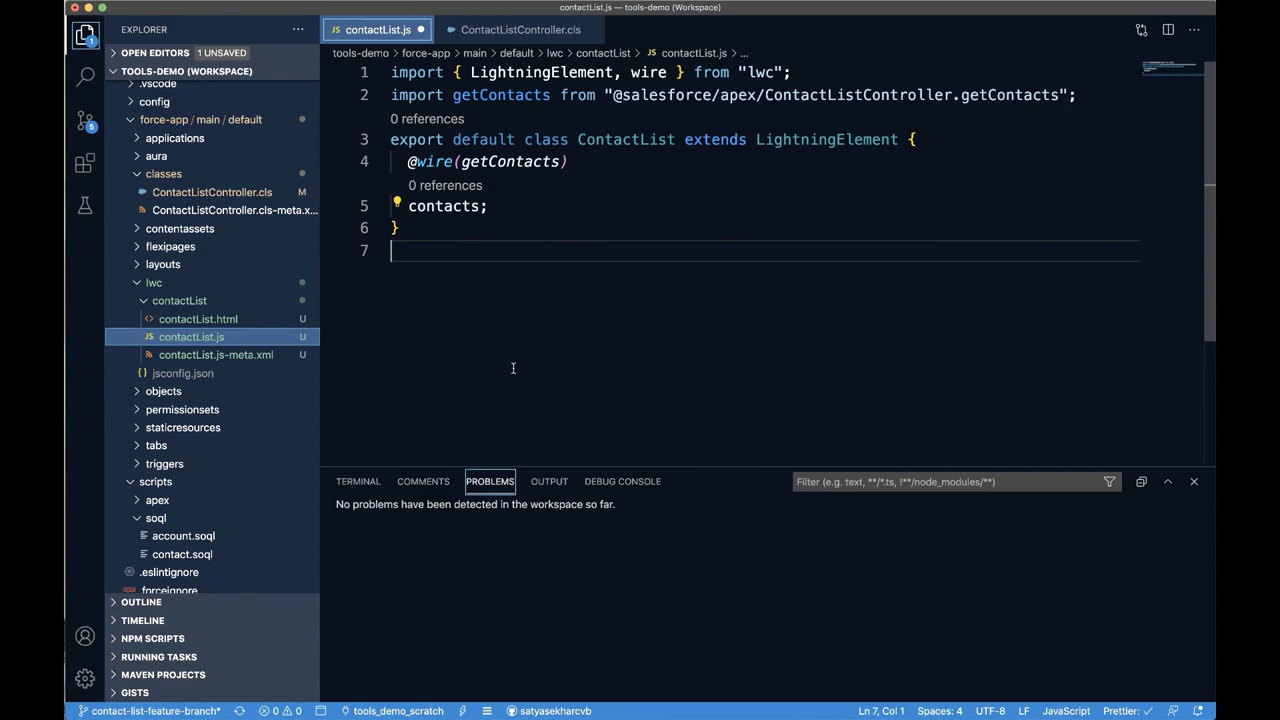 contactList.js — tools-demo (Workspace)
EXPLORER
contactList.js
ContactListController.cls
1
OPEN EDITORS 1 UNSAVED
TOOLS-DEMO (WORKSPACE)
.vscode
config
force-app / main / default
applications
aura
classes
ContactListController.cls M
ContactListController.cls-meta.x...
contentassets
flexipages
layouts
lwc
contactList
contactList.html U
JS contactList.js U
contactList.js-meta.xml U
{} jsconfig.json
objects
permissionsets
staticresources
tabs
triggers
scripts
apex
soql
account.soql
contact.soql
.eslintignore
.forceignore
OUTLINE
TIMELINE
NPM SCRIPTS
RUNNING TASKS
MAVEN PROJECTS
GISTS
5
tools-demo > force-app > main > default > lwc > contactList > JS contactList.js > ...
1 import { LightningElement, wire } from "lwc";
2 import getContacts from "@salesforce/apex/ContactListController.getContacts";
0 references
3 export default class ContactList extends LightningElement {
4 @wire(getContacts)
0 references
5 contacts;
6 }
7
TERMINAL COMMENTS PROBLEMS OUTPUT DEBUG CONSOLE
Filter (e.g. text, **/*.ts, !**/node_modules/**)
No problems have been detected in the workspace so far.
contact-list-feature-branch* 0 0 tools_demo_scratch satyasekharcvb Ln 7, Col 1 Spaces: 4 UTF-8 LF JavaScript Prettier: ✓